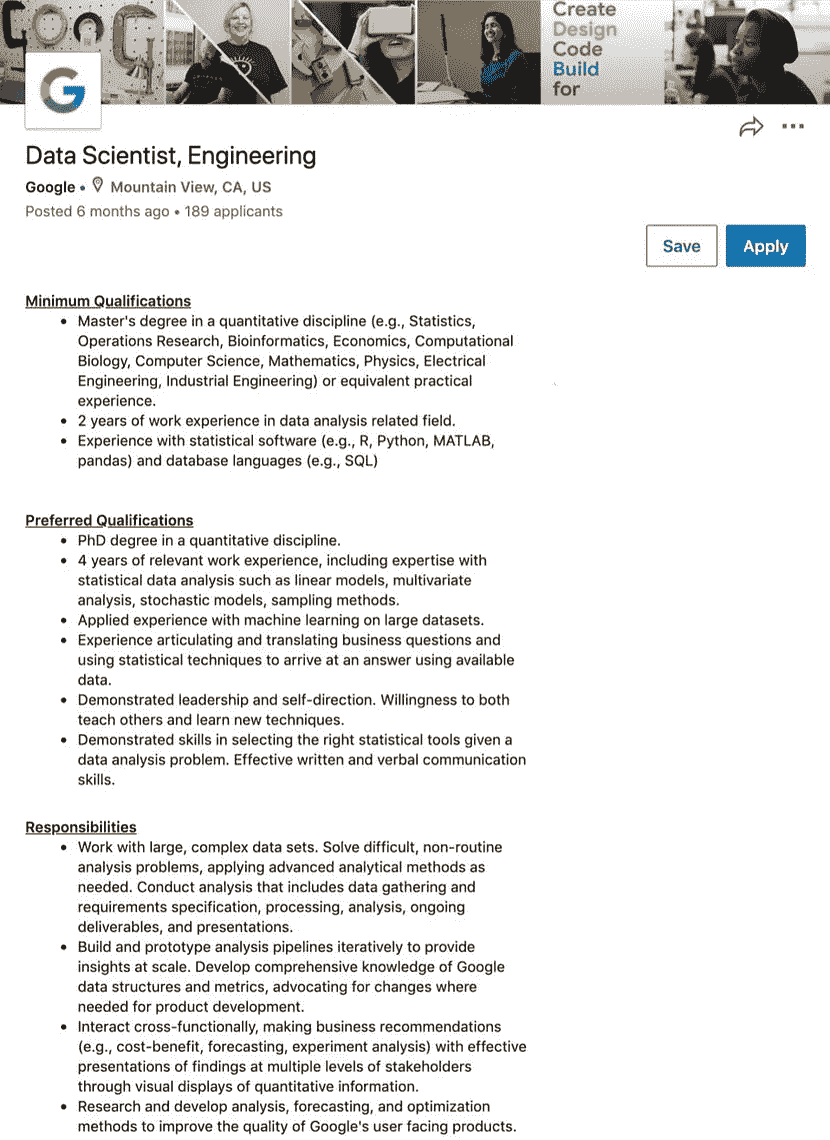 Create
Design
Code
Build
for
Data Scientist, Engineering
Google • Mountain View, CA, US
Posted 6 months ago • 189 applicants
Save Apply
Minimum Qualifications
• Master's degree in a quantitative discipline (e.g., Statistics,
Operations Research, Bioinformatics, Economics, Computational
Biology, Computer Science, Mathematics, Physics, Electrical
Engineering, Industrial Engineering) or equivalent practical
experience.
• 2 years of work experience in data analysis related field.
• Experience with statistical software (e.g., R, Python, MATLAB,
pandas) and database languages (e.g., SQL)
Preferred Qualifications
• PhD degree in a quantitative discipline.
• 4 years of relevant work experience, including expertise with
statistical data analysis such as linear models, multivariate
analysis, stochastic models, sampling methods.
• Applied experience with machine learning on large datasets.
• Experience articulating and translating business questions and
using statistical techniques to arrive at an answer using available
data.
• Demonstrated leadership and self-direction. Willingness to both
teach others and learn new techniques.
• Demonstrated skills in selecting the right statistical tools given a
data analysis problem. Effective written and verbal communication
skills.
Responsibilities
• Work with large, complex data sets. Solve difficult, non-routine
analysis problems, applying advanced analytical methods as
needed. Conduct analysis that includes data gathering and
requirements specification, processing, analysis, ongoing
deliverables, and presentations.
• Build and prototype analysis pipelines iteratively to provide
insights at scale. Develop comprehensive knowledge of Google
data structures and metrics, advocating for changes where
needed for product development.
• Interact cross-functionally, making business recommendations
(e.g., cost-benefit, forecasting, experiment analysis) with effective
presentations of findings at multiple levels of stakeholders
through visual displays of quantitative information.
• Research and develop analysis, forecasting, and optimization
methods to improve the quality of Google's user facing products.